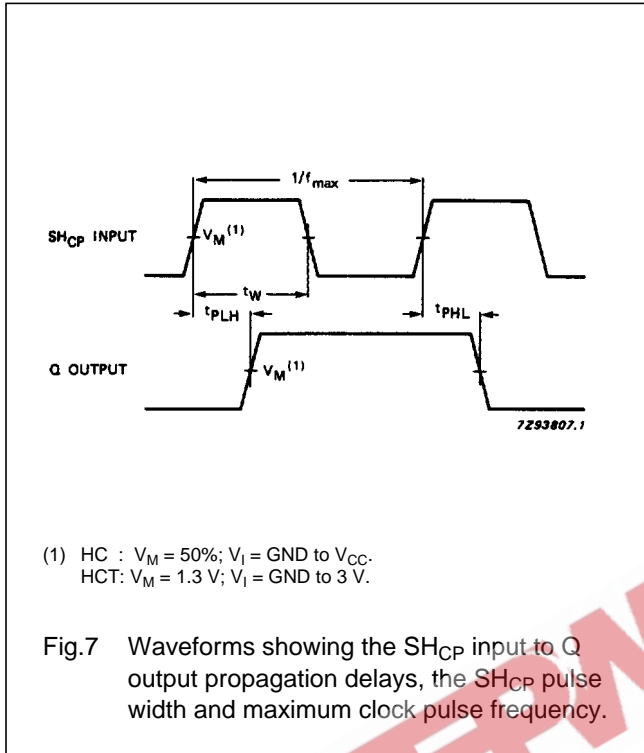 1/fmax
SHCP INPUT
VM(1)
tW
tPLH
tPHL
Q OUTPUT
VM(1)
7Z93807.1
(1) HC : VM = 50%; VI = GND to VCC.
HCT: VM = 1.3 V; VI = GND to 3 V.
Fig.7 Waveforms showing the SHCP input to Q
output propagation delays, the SHCP pulse
width and maximum clock pulse frequency.